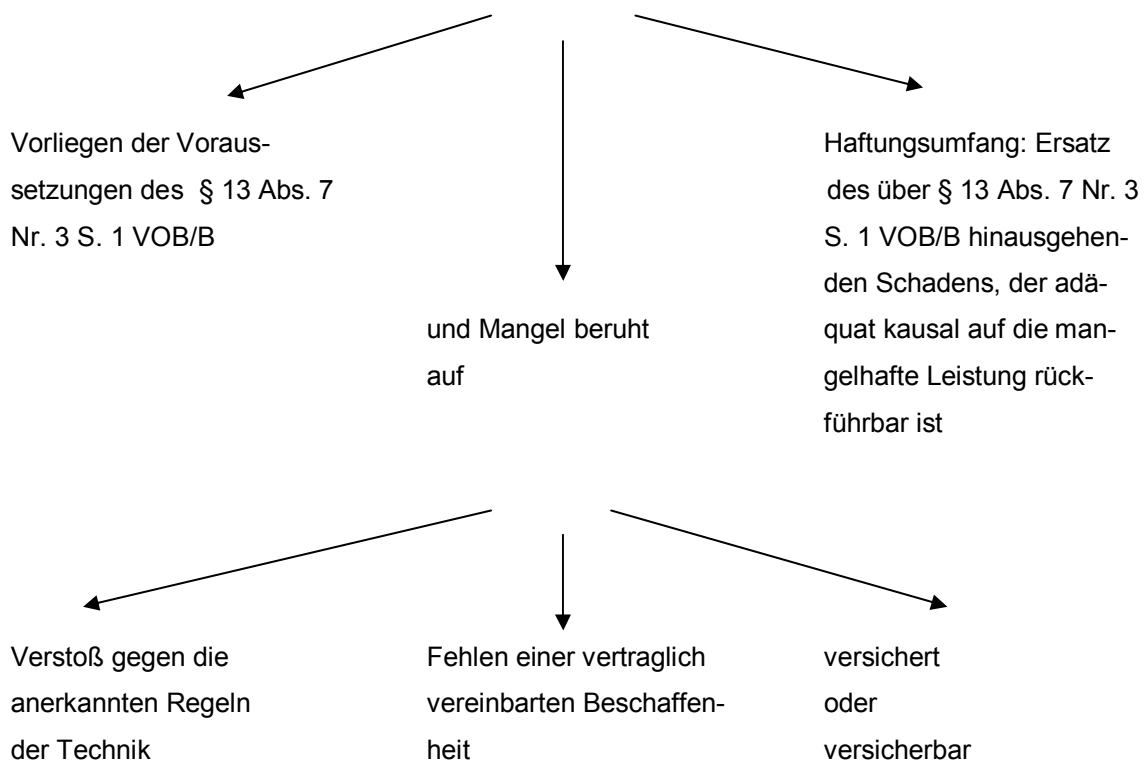 Vorliegen der Voraus-
setzungen des § 13 Abs. 7
Nr. 3 S. 1 VOB/B
und Mangel beruht
auf
Haftungsumfang: Ersatz
des über § 13 Abs. 7 Nr. 3
S. 1 VOB/B hinausgehen-
den Schadens, der adä-
quat kausal auf die man-
gelhafte Leistung rück-
führbar ist
Verstoß gegen die
anerkannten Regeln
der Technik
Fehlen einer vertraglich
vereinbarten Beschaffen-
heit
versichert
oder
versicherbar